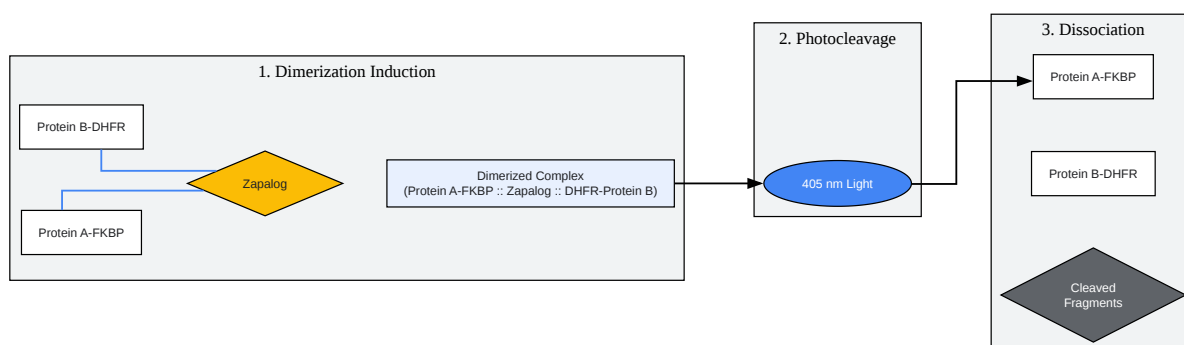 1. Dimerization Induction
Protein B-DHFR
Zapalog
Protein A-FKBP
Dimerized Complex
(Protein A-FKBP :: Zapalog :: DHFR-Protein B)
2. Photocleavage
405 nm Light
3. Dissociation
Protein A-FKBP
Protein B-DHFR
Cleaved
Fragments